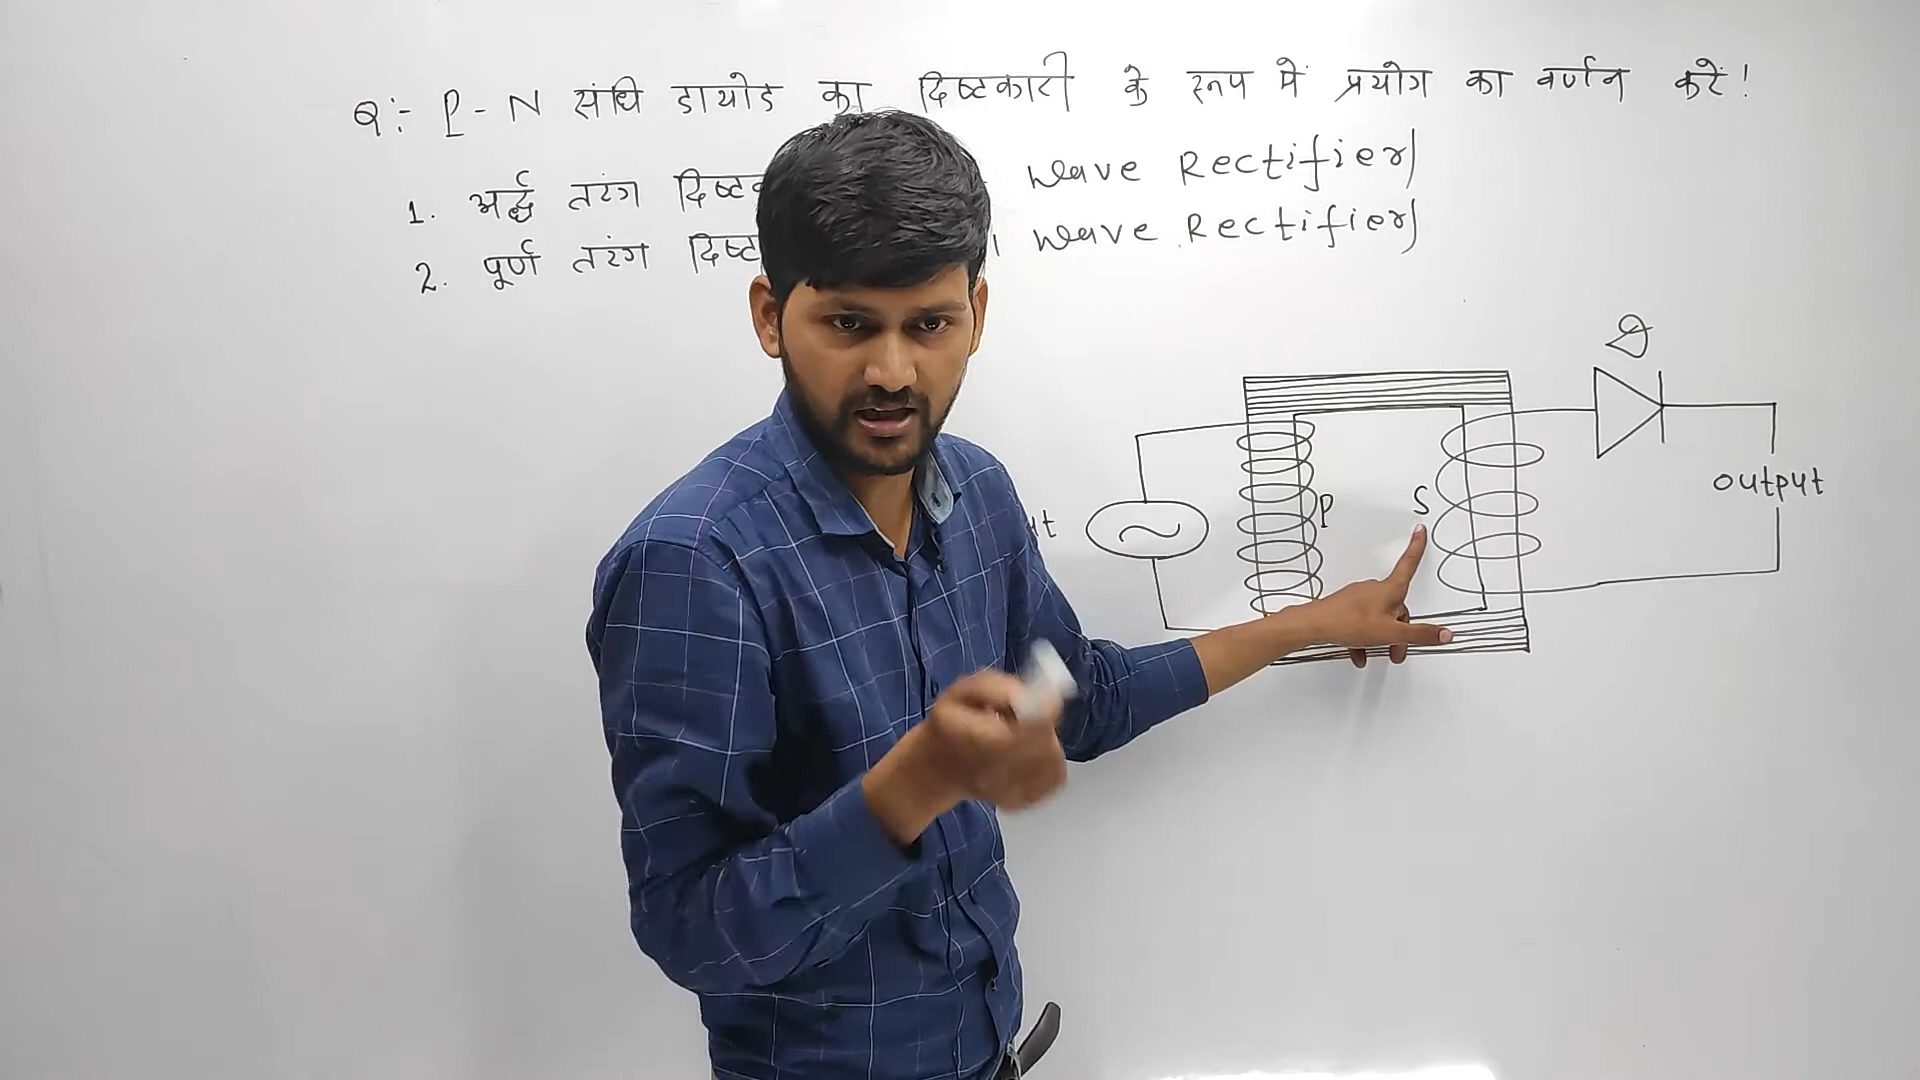 Q:- P-N संधि डायोड का दिष्टकारी के रूप में प्रयोग का वर्णन करें!
1. अर्द्ध तरंग Wave Rectifier)
2. पूर्ण तरंग Wave Rectifier)
D
output
P
S